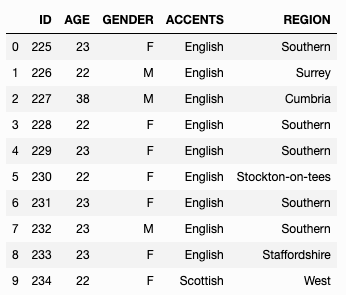 ID AGE GENDER ACCENTS REGION
0 225 23 F English Southern
1 226 22 M English Surrey
2 227 38 M English Cumbria
3 228 22 F English Southern
4 229 23 F English Southern
5 230 22 F English Stockton-on-tees
6 231 23 F English Southern
7 232 23 M English Southern
8 233 23 F English Staffordshire
9 234 22 F Scottish West